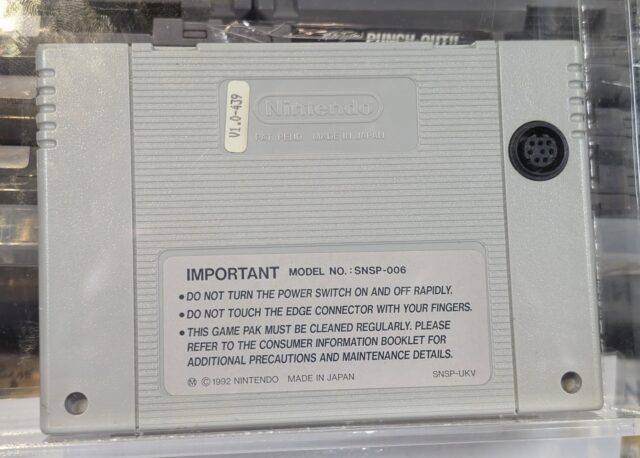 PUNCH-OUT!!
V1.0-439
Nintendo
PAT. PEND. MADE IN JAPAN
IMPORTANT MODEL NO.: SNSP-006
• DO NOT TURN THE POWER SWITCH ON AND OFF RAPIDLY.
• DO NOT TOUCH THE EDGE CONNECTOR WITH YOUR FINGERS.
• THIS GAME PAK MUST BE CLEANED REGULARLY. PLEASE
REFER TO THE CONSUMER INFORMATION BOOKLET FOR
ADDITIONAL PRECAUTIONS AND MAINTENANCE DETAILS.
Ⓜ © 1992 NINTENDO MADE IN JAPAN SNSP-UKV